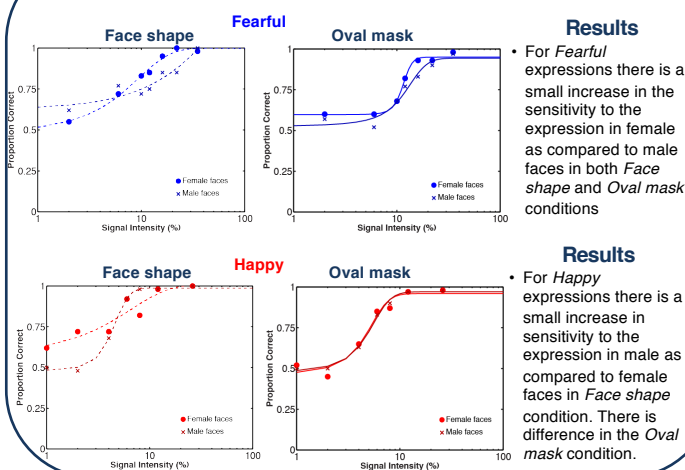 Fearful
Face shape
Oval mask
Proportion Correct
1
0.75
0.5
0.25
0
1
10
100
Signal Intensity (%)
Female faces
× Male faces
Proportion Correct
1
0.75
0.5
0.25
0
1
10
100
Signal Intensity (%)
Female faces
× Male faces
Results
• For Fearful
expressions there is a
small increase in the
sensitivity to the
expression in female
as compared to male
faces in both Face
shape and Oval mask
conditions
Happy
Face shape
Oval mask
Proportion Correct
1
0.75
0.5
0.25
0
1
10
100
Signal Intensity (%)
Female faces
× Male faces
Proportion Correct
1
0.75
0.5
0.25
0
1
10
100
Signal Intensity (%)
Female faces
× Male faces
Results
• For Happy
expressions there is a
small increase in
sensitivity to the
expression in male as
compared to female
faces in Face shape
condition. There is
difference in the Oval
mask condition.